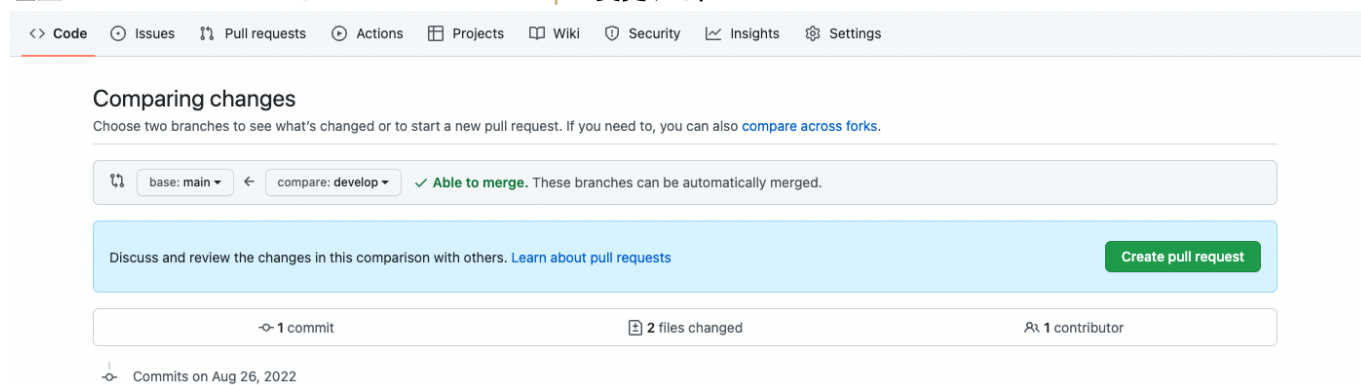 Code Issues Pull requests Actions Projects Wiki Security Insights Settings
Comparing changes
Choose two branches to see what's changed or to start a new pull request. If you need to, you can also compare across forks.
base: main ← compare: develop ✓ Able to merge. These branches can be automatically merged.
Discuss and review the changes in this comparison with others. Learn about pull requests Create pull request
1 commit 2 files changed 1 contributor
Commits on Aug 26, 2022